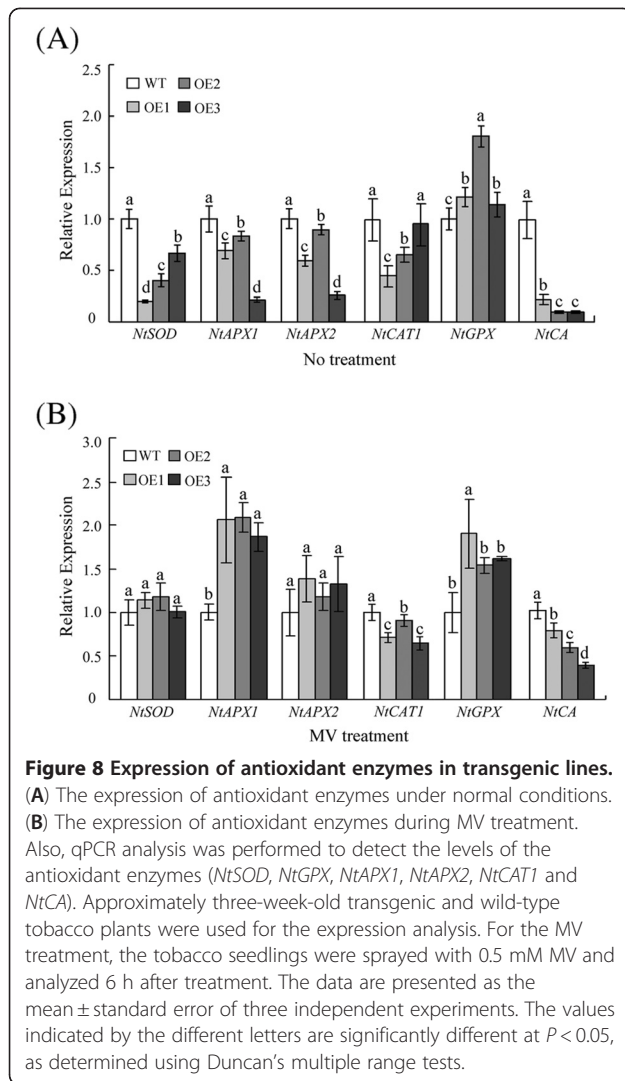 (A)
2.5
2.0
1.5
1.0
0.5
0
Relative Expression
WT OE2
OE1 OE3
a d c b
a c b d
a c b d
a c b a
c b a b
a b c c
NtSOD NtAPX1 NtAPX2 NtCAT1 NtGPX NtCA
No treatment
(B)
3.0
2.5
2.0
1.5
1.0
0.5
0
Relative Expression
WT OE2
OE1 OE3
a a a a
b a a a
a a a a
a c b c
b a b b
a b c d
NtSOD NtAPX1 NtAPX2 NtCAT1 NtGPX NtCA
MV treatment
Figure 8 Expression of antioxidant enzymes in transgenic lines.
(A) The expression of antioxidant enzymes under normal conditions.
(B) The expression of antioxidant enzymes during MV treatment.
Also, qPCR analysis was performed to detect the levels of the
antioxidant enzymes (NtSOD, NtGPX, NtAPX1, NtAPX2, NtCAT1 and
NtCA). Approximately three-week-old transgenic and wild-type
tobacco plants were used for the expression analysis. For the MV
treatment, the tobacco seedlings were sprayed with 0.5 mM MV and
analyzed 6 h after treatment. The data are presented as the
mean ± standard error of three independent experiments. The values
indicated by the different letters are significantly different at P < 0.05,
as determined using Duncan's multiple range tests.